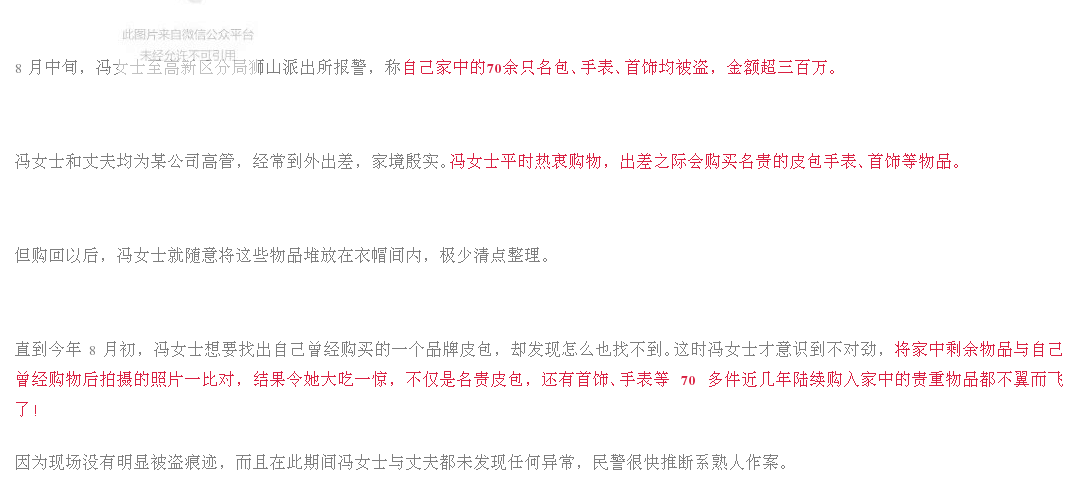 此图片来自微信公众平台
未经允许不可引用
8 月中旬，冯女士至高新区分局狮山派出所报警，称自己家中的70余只名包、手表、首饰均被盗，金额超三百万。
冯女士和丈夫均为某公司高管，经常到外出差，家境殷实。冯女士平时热衷购物，出差之际会购买名贵的皮包手表、首饰等物品。
但购回以后，冯女士就随意将这些物品堆放在衣帽间内，极少清点整理。
直到今年 8 月初，冯女士想要找出自己曾经购买的一个品牌皮包，却发现怎么也找不到。这时冯女士才意识到不对劲，将家中剩余物品与自己
曾经购物后拍摄的照片一比对，结果令她大吃一惊，不仅是名贵皮包，还有首饰、手表等 70 多件近几年陆续购入家中的贵重物品都不翼而飞
了！
因为现场没有明显被盗痕迹，而且在此期间冯女士与丈夫都未发现任何异常，民警很快推断系熟人作案。